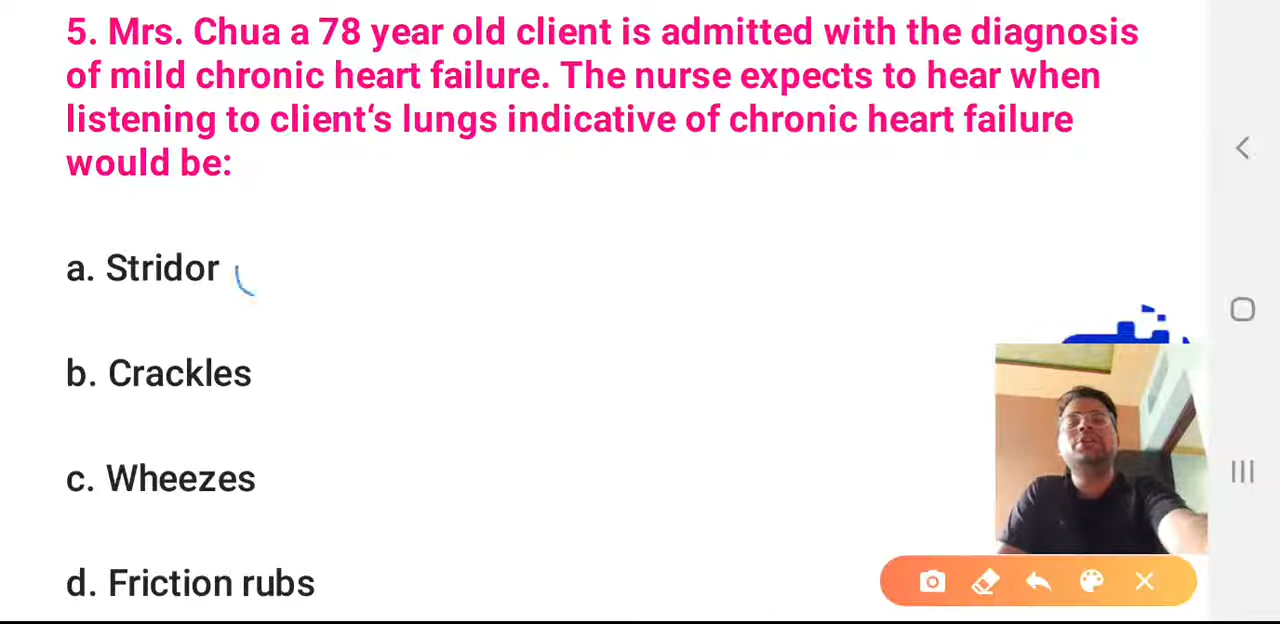 5. Mrs. Chua a 78 year old client is admitted with the diagnosis
of mild chronic heart failure. The nurse expects to hear when
listening to client‘s lungs indicative of chronic heart failure
would be:
a. Stridor
b. Crackles
c. Wheezes
d. Friction rubs